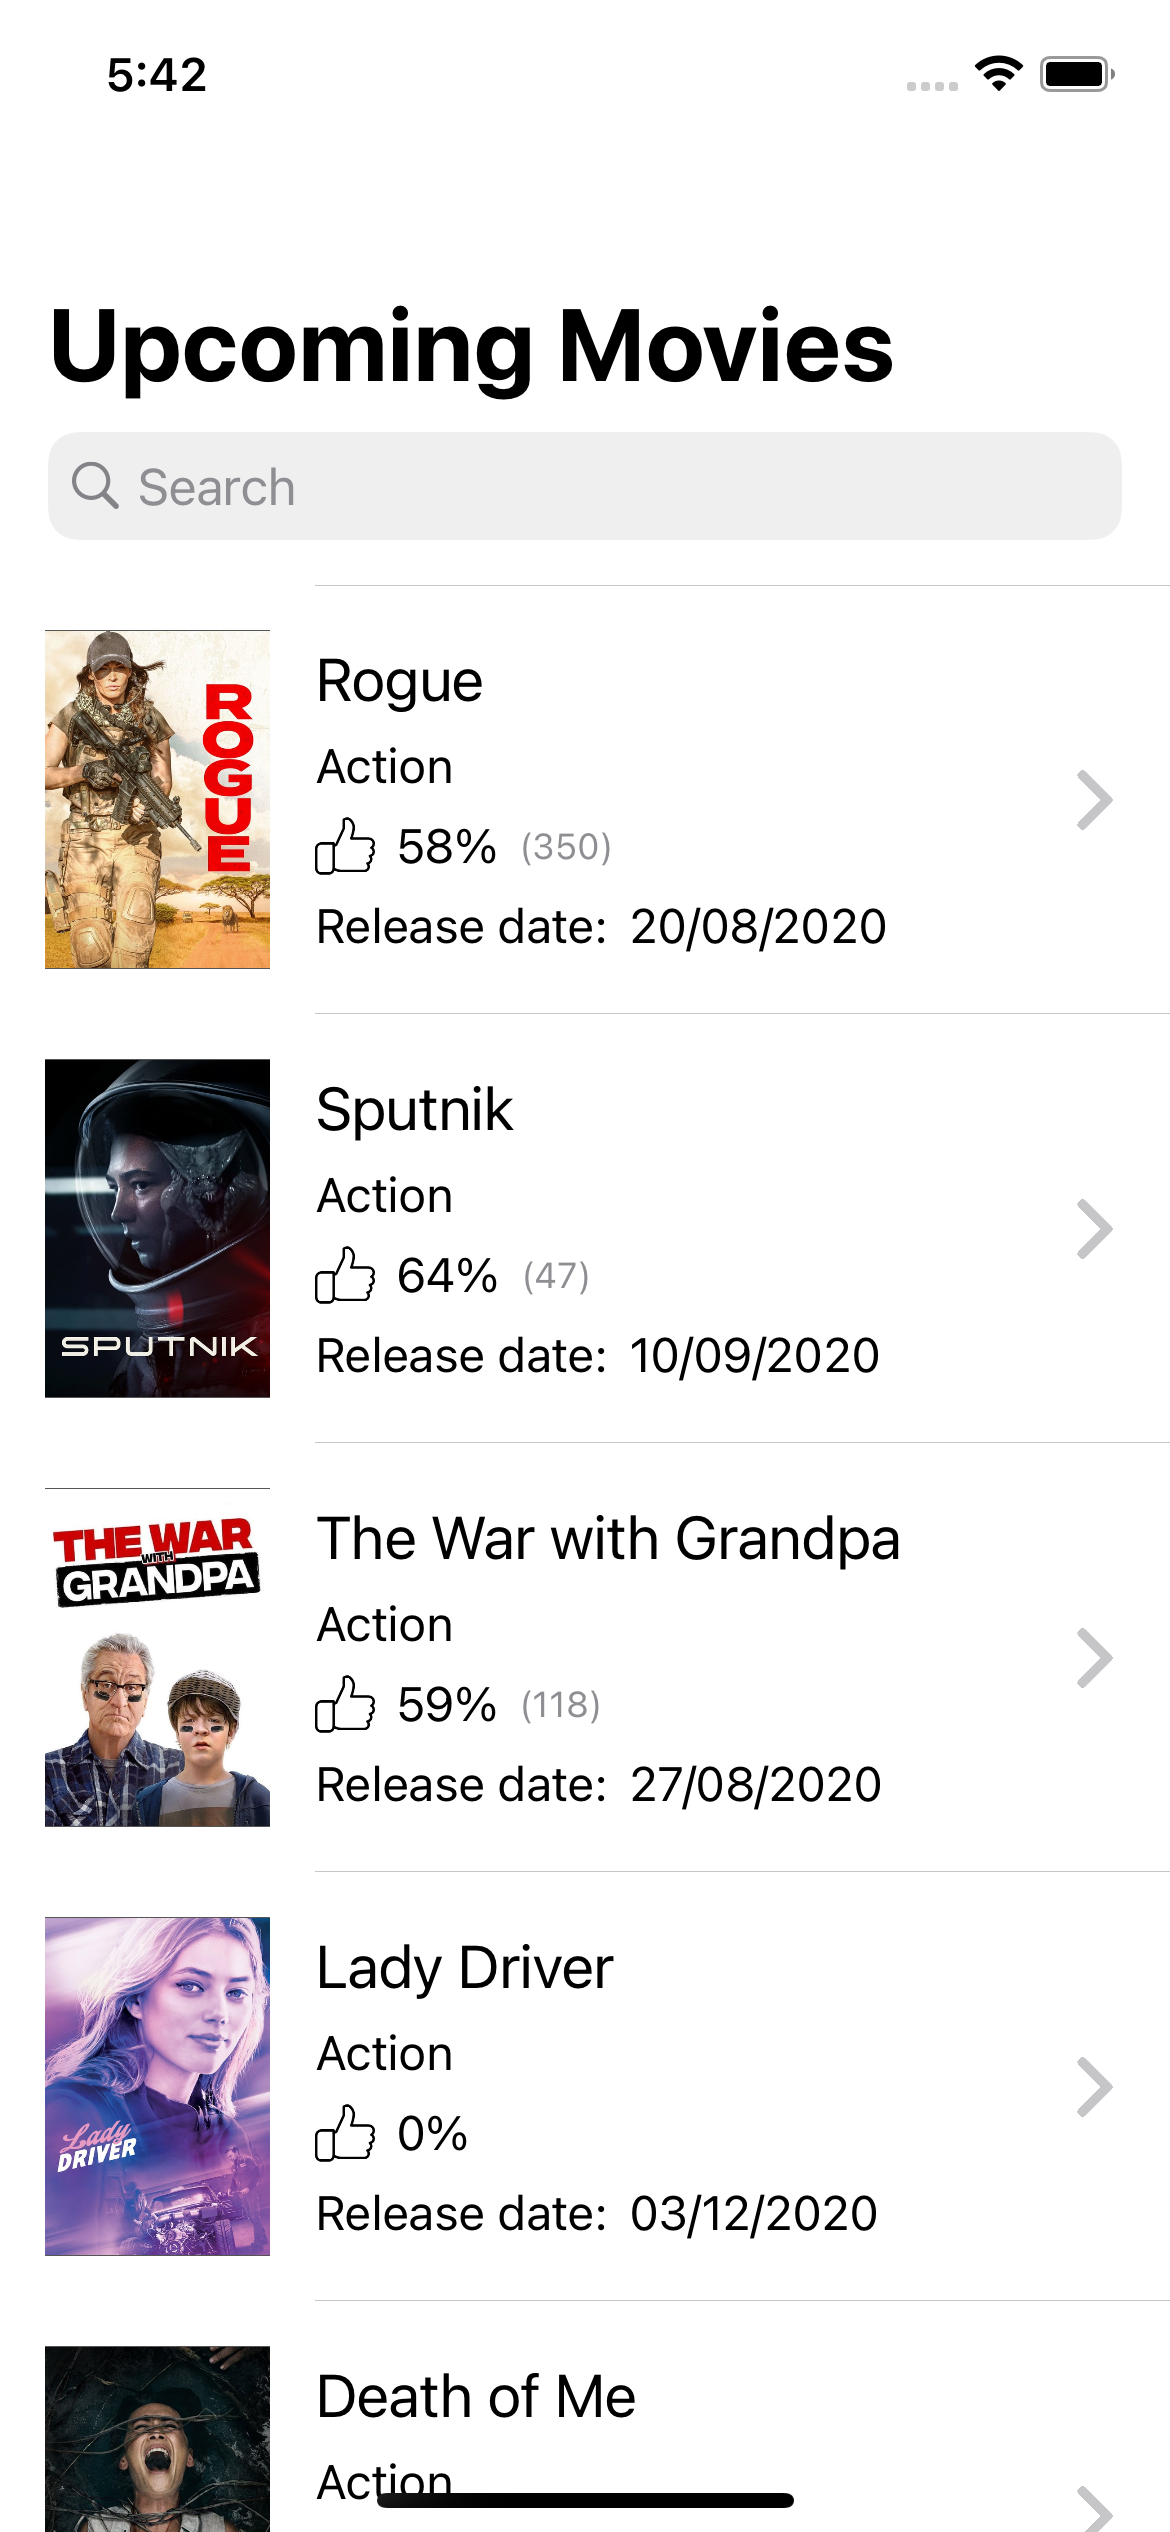 5:42
Upcoming Movies
Search
ROGUE
Rogue
Action
58% (350)
Release date: 20/08/2020
SPUTNIK
Sputnik
Action
64% (47)
Release date: 10/09/2020
THE WAR
WITH
GRANDPA
The War with Grandpa
Action
59% (118)
Release date: 27/08/2020
Lady
DRIVER
Lady Driver
Action
0%
Release date: 03/12/2020
Death of Me
Action